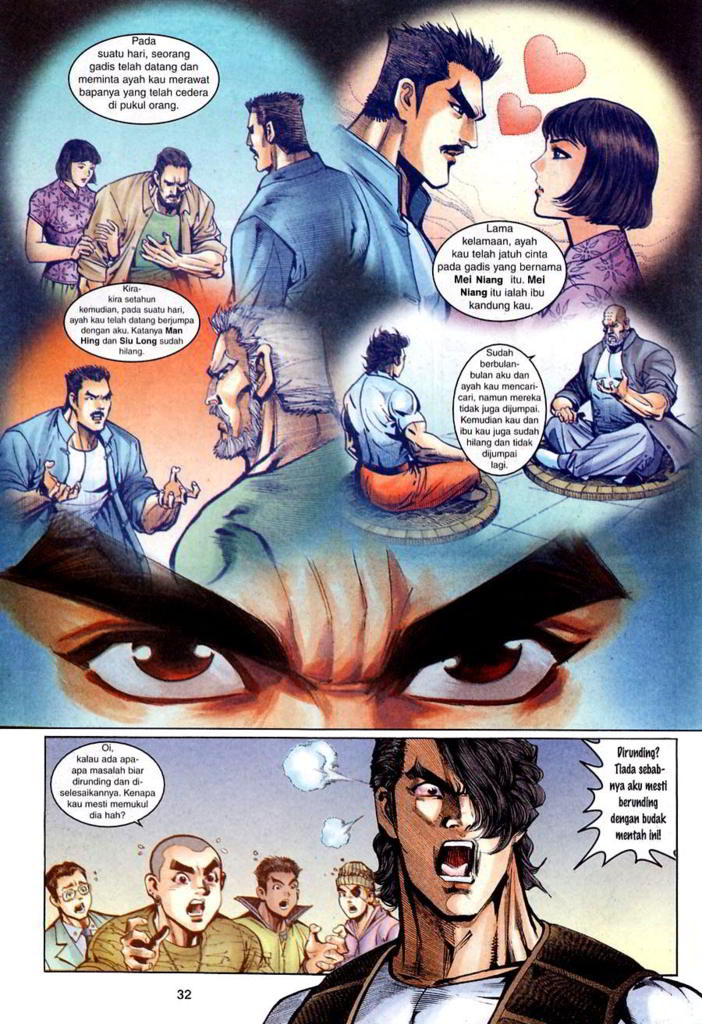 Pada
suatu hari, seorang
gadis telah datang dan
meminta ayah kau merawat
bapanya yang telah cedera
di pukul orang.
Lama
kelamaan, ayah
kau telah jatuh cinta
pada gadis yang bernama
Mei Niang itu. Mei
Niang itu ialah ibu
kandung kau.
Kira-
kira setahun
kemudian, pada suatu hari,
ayah kau telah datang berjumpa
dengan aku. Katanya Man
Hing dan Siu Long sudah
hilang.
Sudah
berbulan-
bulan aku dan
ayah kau mencari-
cari, namun mereka
tidak juga dijumpai.
Kemudian kau dan
ibu kau juga sudah
hilang dan tidak
dijumpai
lagi.
Oi,
kalau ada apa-
apa masalah biar
dirunding dan di-
selesaikannya. Kenapa
kau mesti memukul
dia hah?
Dirunding?
Tiada sebab-
nya aku mesti
berunding
dengan budak
mentah ini!
32